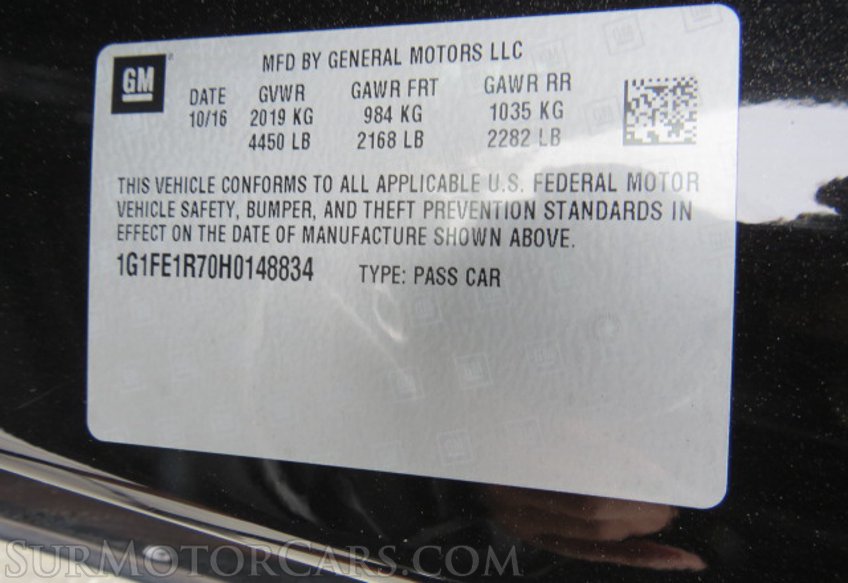 GM
MFD BY GENERAL MOTORS LLC
DATE GVWR GAWR FRT GAWR RR
10/16 2019 KG 984 KG 1035 KG
4450 LB 2168 LB 2282 LB
THIS VEHICLE CONFORMS TO ALL APPLICABLE U.S. FEDERAL MOTOR
VEHICLE SAFETY, BUMPER, AND THEFT PREVENTION STANDARDS IN
EFFECT ON THE DATE OF MANUFACTURE SHOWN ABOVE.
1G1FE1R70H0148834 TYPE: PASS CAR
SURMOTORCARS.COM